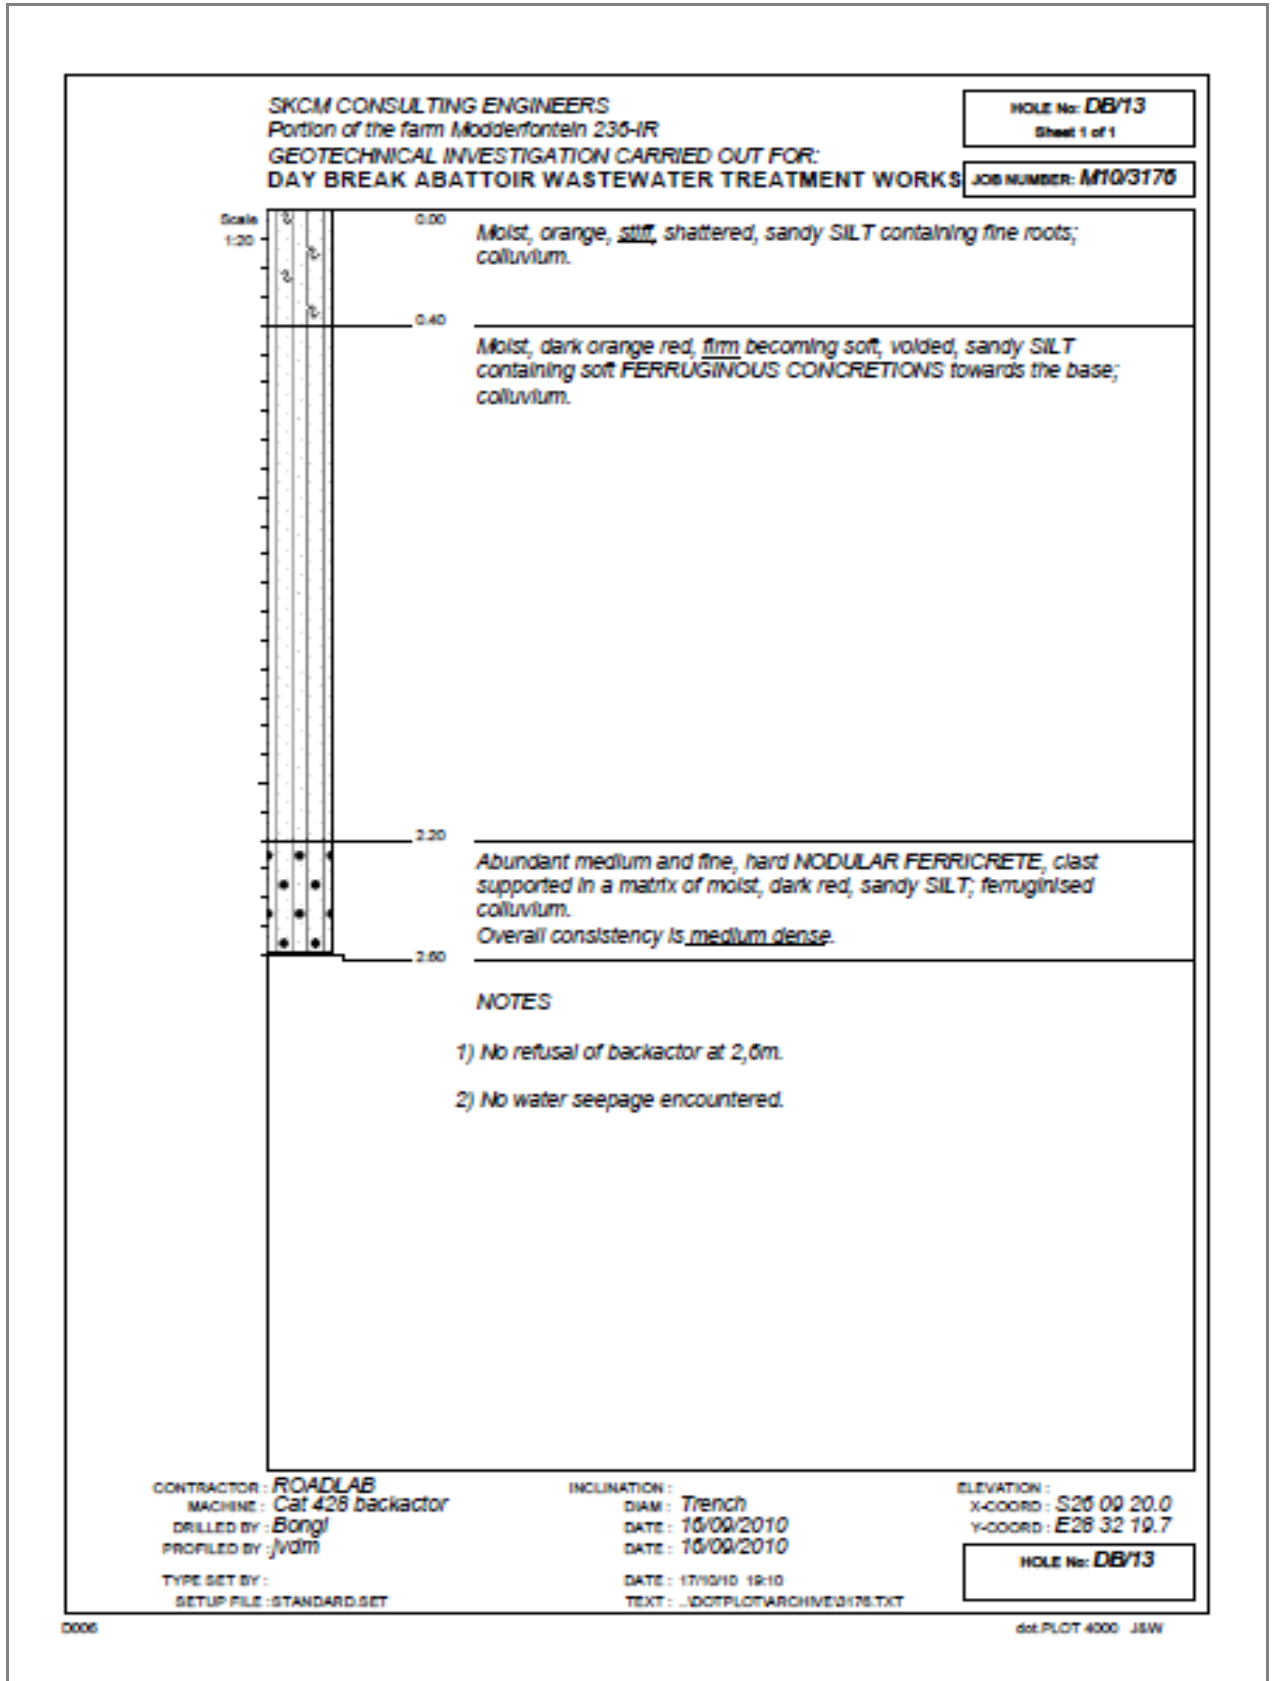 SKCM CONSULTING ENGINEERS
Portion of the farm Modderfontein 236-IR
GEOTECHNICAL INVESTIGATION CARRIED OUT FOR:
DAY BREAK ABATTOIR WASTEWATER TREATMENT WORKS
HOLE No: DB/13
Sheet 1 of 1
JOB NUMBER: M10/3176
Scale
1:20
0.00
Moist, orange, stiff, shattered, sandy SILT containing fine roots;
colluvium.
0.40
Moist, dark orange red, firm becoming soft, voided, sandy SILT
containing soft FERRUGINOUS CONCRETIONS towards the base;
colluvium.
2.20
Abundant medium and fine, hard NODULAR FERRICRETE, clast
supported in a matrix of moist, dark red, sandy SILT; ferruginised
colluvium.
Overall consistency is medium dense.
2.60
NOTES
1) No refusal of backactor at 2,6m.
2) No water seepage encountered.
CONTRACTOR : ROADLAB
MACHINE : Cat 428 backactor
DRILLED BY : Bongi
PROFILED BY : jvdm
TYPE SET BY :
SETUP FILE : STANDARD.SET
INCLINATION :
DIAM : Trench
DATE : 16/09/2010
DATE : 16/09/2010
DATE : 17/10/10 19:10
TEXT : ..\DOTPLOT\ARCHIVE\3176.TXT
ELEVATION :
X-COORD : S26 09 20.0
Y-COORD : E28 32 19.7
HOLE No: DB/13
D006
dot.PLOT 4000 J&W